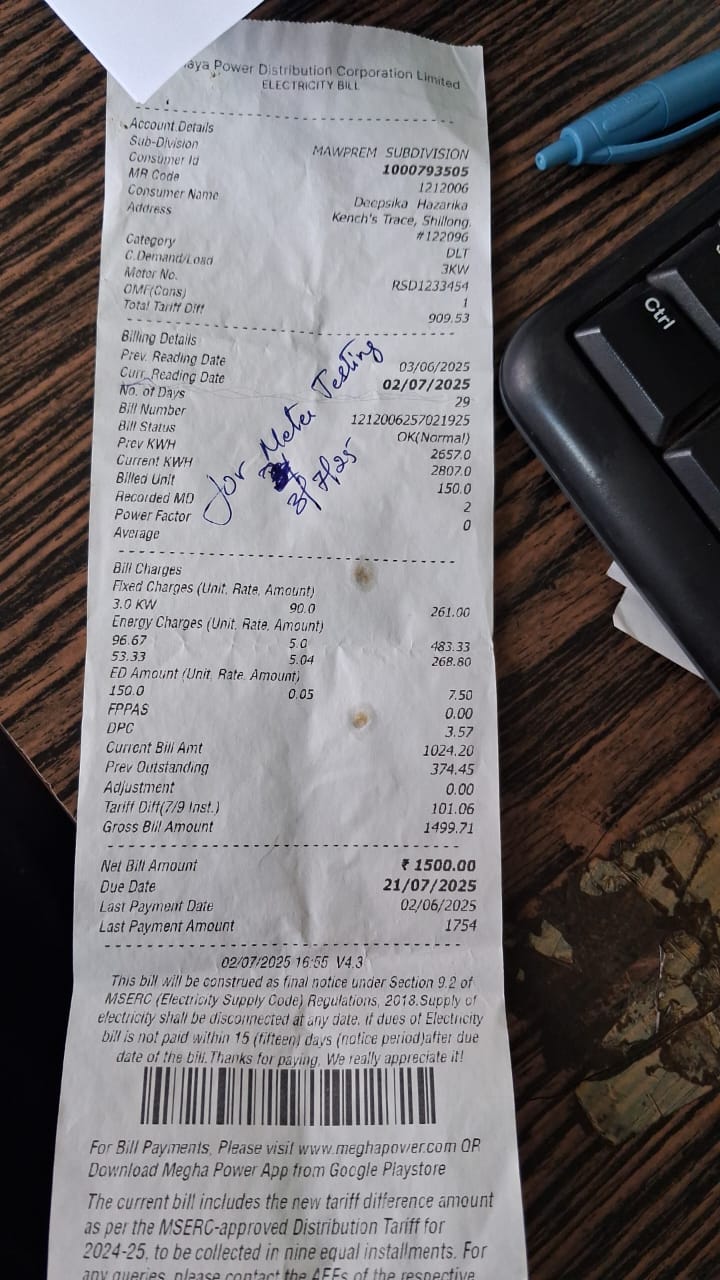 aya Power Distribution Corporation Limited
ELECTRICITY BILL
Account Details
Sub-Division MAWPREM SUBDIVISION
Consumer Id 1000793505
MR Code 1212006
Consumer Name Deepsika Hazarika
Address Kench's Trace, Shillong,
#122096
Category DLT
C.Demand/Load 3KW
Meter No. RSD1233454
OMF(Cons) 1
Total Tariff Diff 909.53
Billing Details
Prev. Reading Date 03/06/2025
Curr. Reading Date 02/07/2025
No. of Days 29
Bill Number 1212006257021925
Bill Status OK(Normal)
Prev KWH 2657.0
Current KWH 2807.0
Billed Unit 150.0
Recorded MD 2
Power Factor 0
Average
for Meter Testing
3/7/25
Bill Charges
Fixed Charges (Unit, Rate, Amount)
3.0 KW 90.0 261.00
Energy Charges (Unit, Rate, Amount)
96.67 5.0 483.33
53.33 5.04 268.80
ED Amount (Unit, Rate, Amount)
150.0 0.05 7.50
FPPAS 0.00
DPC 3.57
Current Bill Amt 1024.20
Prev Outstanding 374.45
Adjustment 0.00
Tariff Diff(7/9 Inst.) 101.06
Gross Bill Amount 1499.71
Net Bill Amount ₹ 1500.00
Due Date 21/07/2025
Last Payment Date 02/06/2025
Last Payment Amount 1754
02/07/2025 16:55 V4.3
This bill will be construed as final notice under Section 9.2 of
MSERC (Electricity Supply Code) Regulations, 2018.Supply of
electricity shall be disconnected at any date, if dues of Electricity
bill is not paid within 15 (fifteen) days (notice period)after due
date of the bill.Thanks for paying, We really appreciate it!
For Bill Payments, Please visit www.meghapower.com OR
Download Megha Power App from Google Playstore
The current bill includes the new tariff difference amount
as per the MSERC-approved Distribution Tariff for
2024-25, to be collected in nine equal installments. For
any queries, please contact the AEEs of the respective
Ctrl